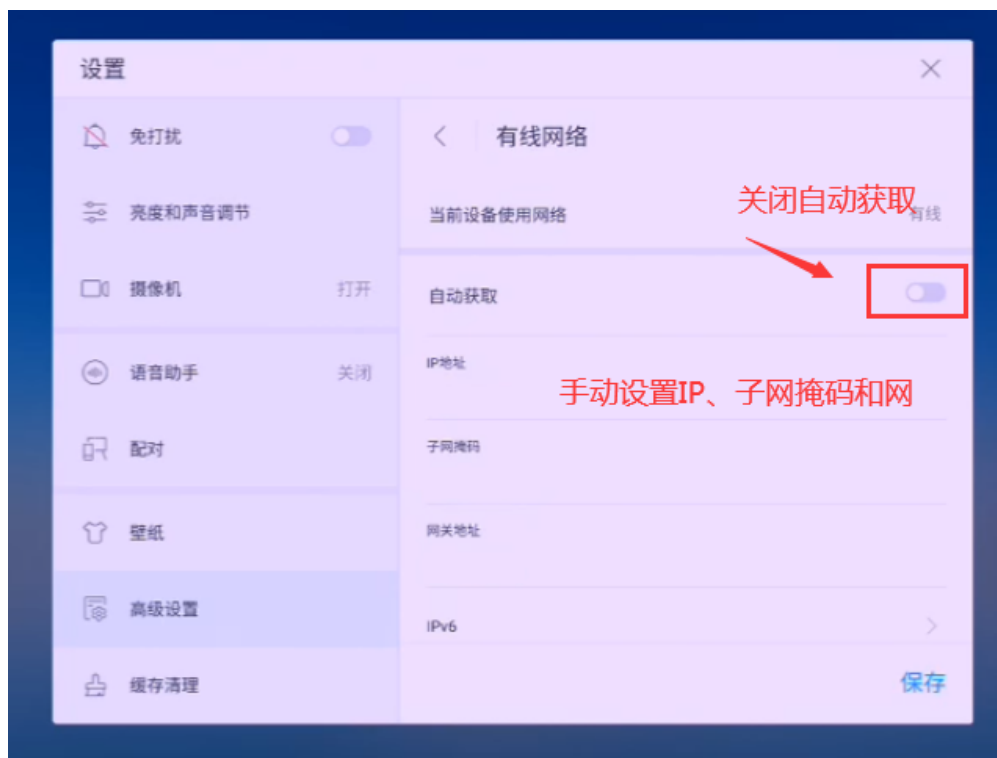 设置
免打扰
亮度和声音调节
摄像机 打开
语音助手 关闭
配对
壁纸
高级设置
缓存清理
有线网络
当前设备使用网络 有线
关闭自动获取
自动获取
IP地址
手动设置IP、子网掩码和网
子网掩码
网关地址
IPv6
保存